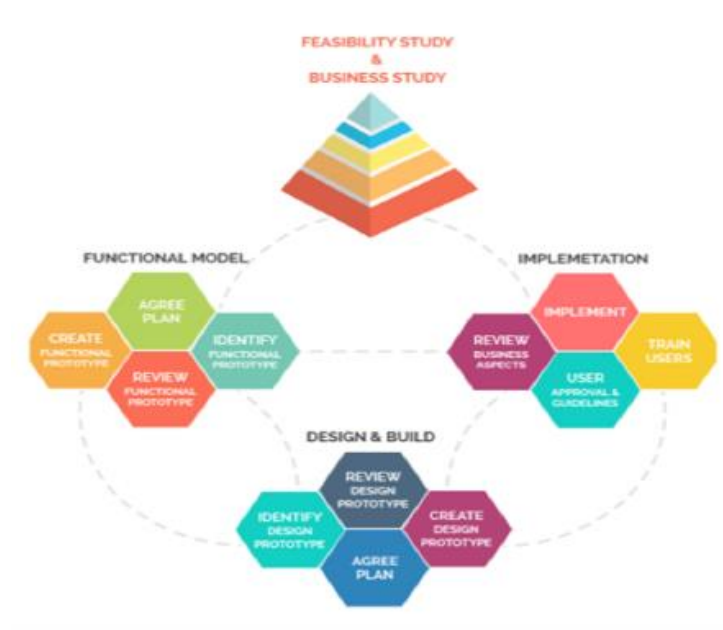 FEASIBILITY STUDY
&
BUSINESS STUDY
FUNCTIONAL MODEL
AGREE
PLAN
CREATE
FUNCTIONAL
PROTOTYPE
IDENTIFY
FUNCTIONAL
PROTOTYPE
REVIEW
FUNCTIONAL
PROTOTYPE
IMPLEMETATION
IMPLEMENT
REVIEW
BUSINESS
ASPECTS
TRAIN
USERS
USER
APPROVAL &
GUIDELINES
DESIGN & BUILD
REVIEW
DESIGN
PROTOTYPE
IDENTIFY
DESIGN
PROTOTYPE
CREATE
DESIGN
PROTOTYPE
AGREE
PLAN